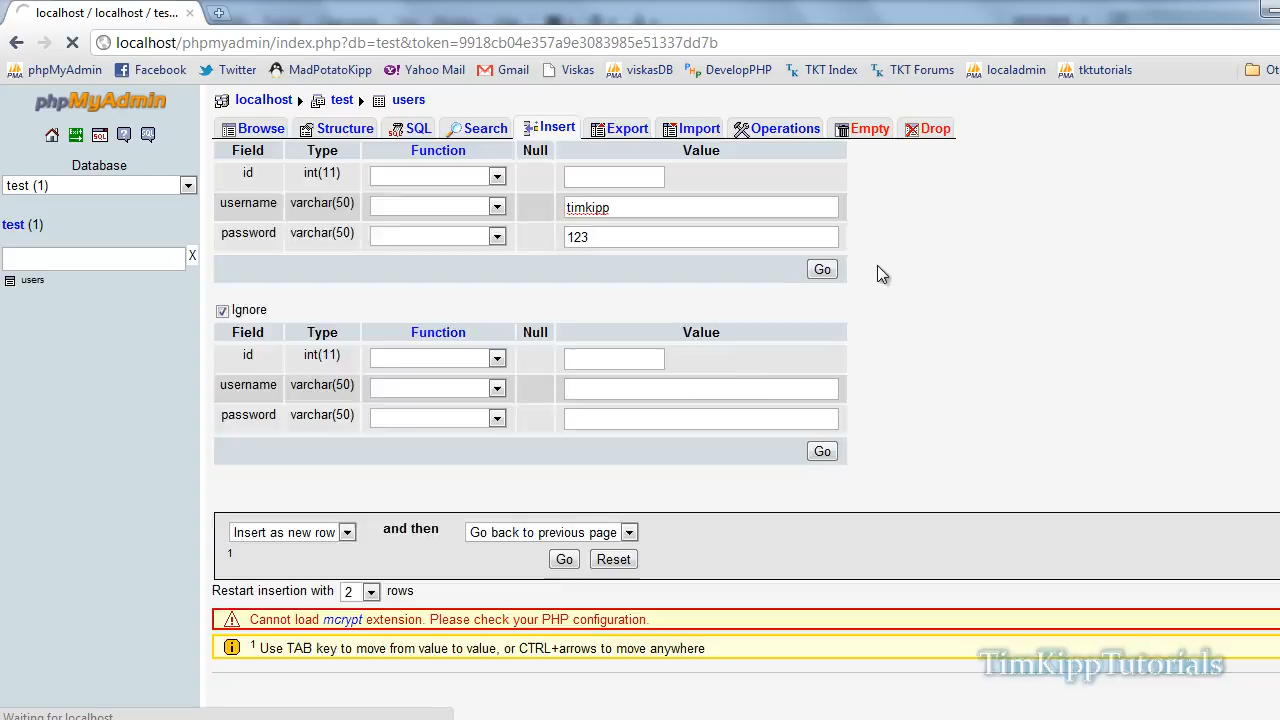 localhost / localhost / tes...
localhost/phpmyadmin/index.php?db=test&token=9918cb04e357a9e3083985e51337dd7b
phpMyAdmin Facebook Twitter MadPotatoKipp Yahoo Mail Gmail Viskas viskasDB DevelopPHP TKT Index TKT Forums localadmin tktutorials Ot
phpMyAdmin
localhost test users
Browse Structure SQL Search Insert Export Import Operations Empty Drop
Database
test (1)
test (1)
X
users
Field Type Function Null Value
id int(11)
username varchar(50) timkipp
password varchar(50) 123
Go
Ignore
Field Type Function Null Value
id int(11)
username varchar(50)
password varchar(50)
Go
Insert as new row and then Go back to previous page
1
Go Reset
Restart insertion with 2 rows
Cannot load mcrypt extension. Please check your PHP configuration.
1 Use TAB key to move from value to value, or CTRL+arrows to move anywhere
TimKippTutorials
Waiting for localhost